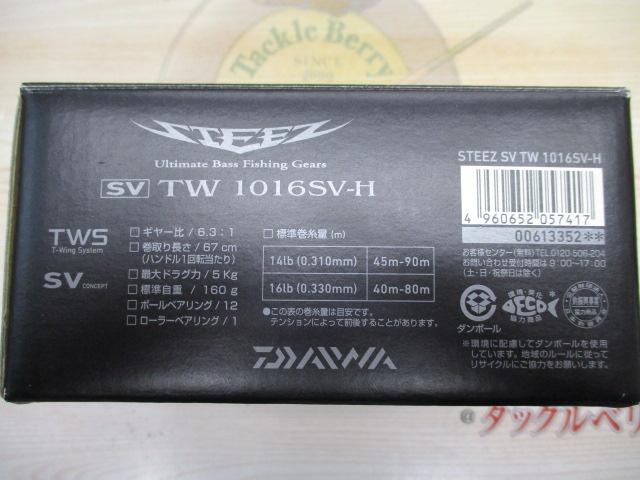 Tackle Berry
SINCE
STEEZ
Ultimate Bass Fishing Gears
SV TW 1016SV-H
TWS
T-Wing System
SV CONCEPT
□ギヤー比／6.3：1
□巻取り長さ／67cm
(ハンドル1回転当たり)
□最大ドラグ力／5Kg
□標準自重／160g
□ボールベアリング／12
□ローラーベアリング／1
□標準巻糸量(m)
14lb (0.310mm) 45m-90m
16lb (0.330mm) 40m-80m
●この表の巻糸量は目安です。
テンションによって前後することがあります。
DAIWA
STEEZ SV TW 1016SV-H
4 960652 057417
00613352**
お客様センター(無料)TEL0120-506-204
お問い合わせ受付時間は9:00～17:00
(土・日・祝祭日は除く)
ダンボール
※環境に配慮してダンボールを使用
しています。地域のルールに従って
リサイクルにご協力をお願いします。
@タックルベリ